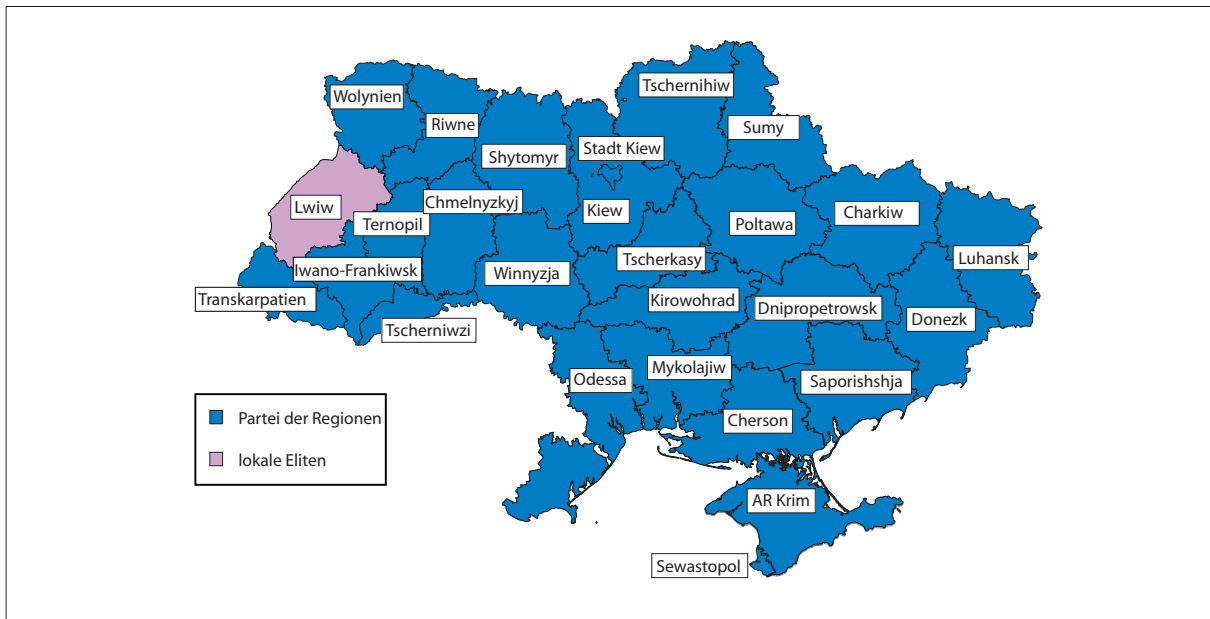 Tschernihiw
Wolynien
Riwne
Sumy
Stadt Kiew
Shytomyr
Chmelnyzkyj
Lwiw
Kiew
Charkiw
Ternopil
Poltawa
Luhansk
Tscherkasy
Iwano-Frankiwsk
Winnyzja
Transkarpatien
Kirowohrad
Dnipropetrowsk
Donezk
Tscherniwzi
Mykolajiw
Odessa
Saporishshja
Cherson
Partei der Regionen
lokale Eliten
AR Krim
Sewastopol